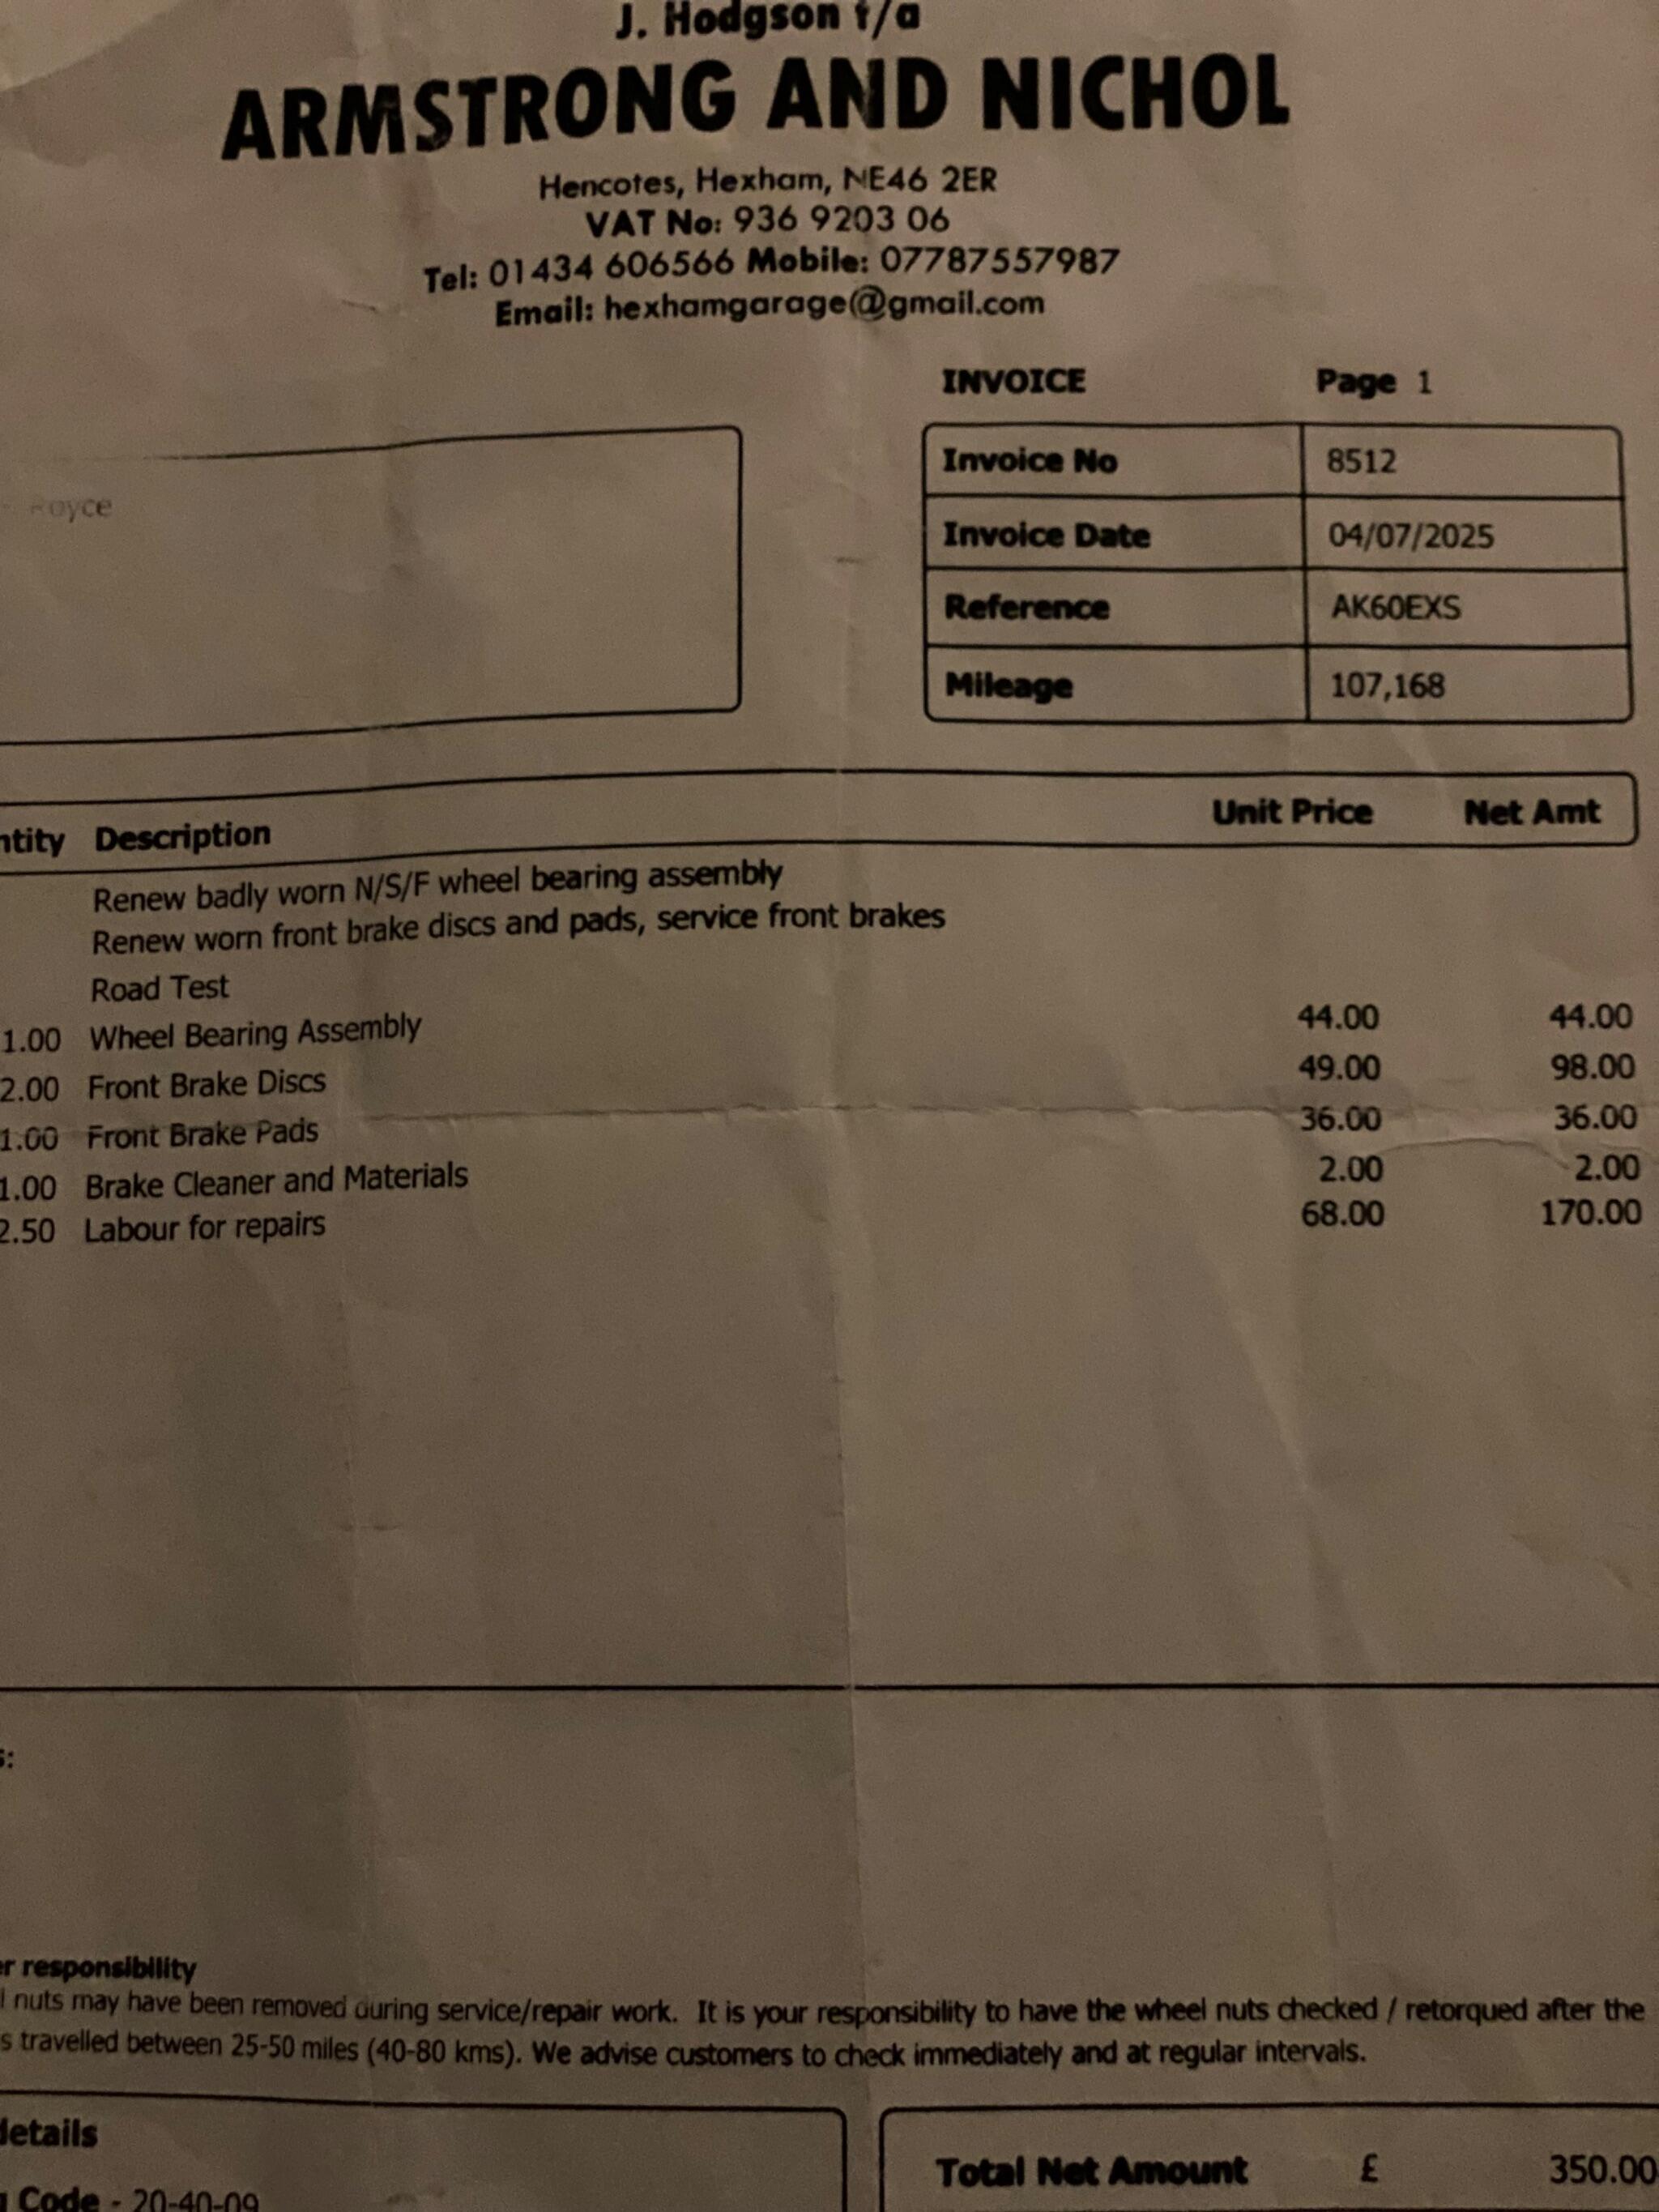 J. Hodgson t/a
ARMSTRONG AND NICHOL
Hencotes, Hexham, NE46 2ER
VAT No: 936 9203 06
Tel: 01434 606566 Mobile: 07787557987
Email: hexhamgarage@gmail.com
INVOICE Page 1
Invoice No 8512
Royce
Invoice Date 04/07/2025
Reference AK60EXS
Mileage 107,168
ntity Description Unit Price Net Amt
Renew badly worn N/S/F wheel bearing assembly
Renew worn front brake discs and pads, service front brakes
Road Test
1.00 Wheel Bearing Assembly 44.00 44.00
2.00 Front Brake Discs 49.00 98.00
1.00 Front Brake Pads 36.00 36.00
1.00 Brake Cleaner and Materials 2.00 2.00
2.50 Labour for repairs 68.00 170.00
s:
er responsibility
l nuts may have been removed during service/repair work. It is your responsibility to have the wheel nuts checked / retorqued after the
s travelled between 25-50 miles (40-80 kms). We advise customers to check immediately and at regular intervals.
details
Code - 20-40-09
Total Net Amount £ 350.00